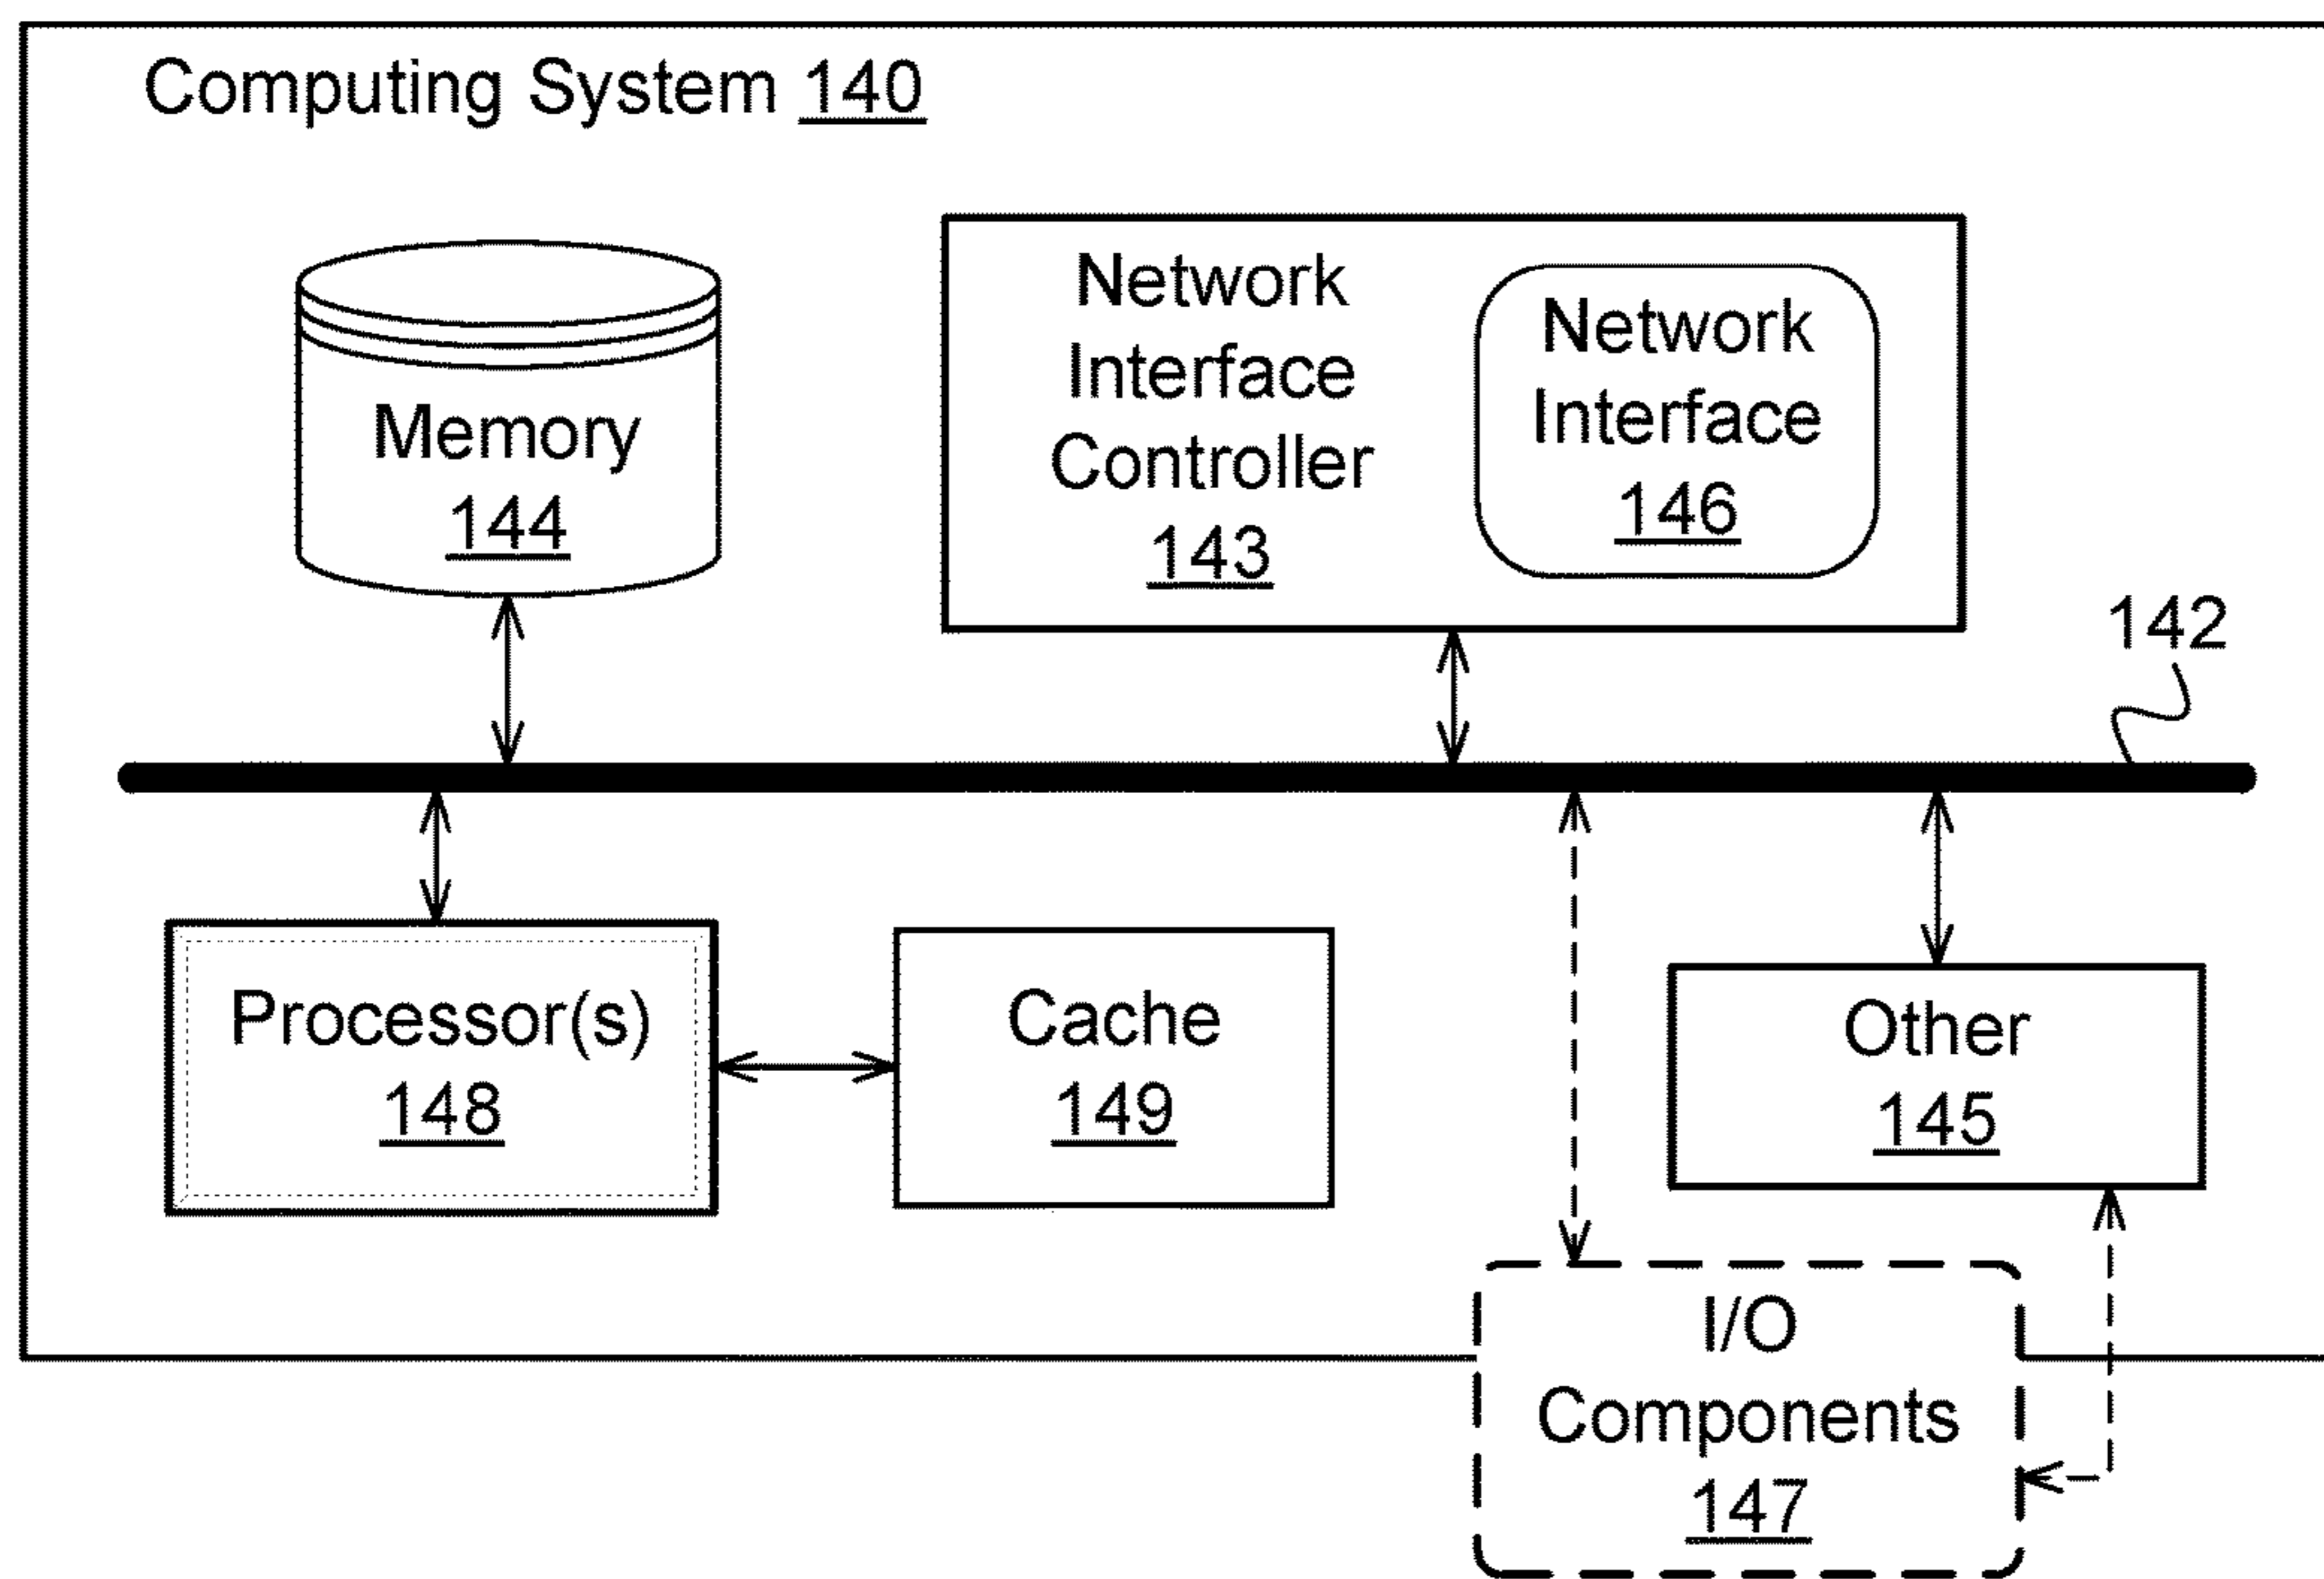 Computing System 140
Memory
144
Network
Interface
Controller
143
Network
Interface
146
142
Processor(s)
148
Cache
149
Other
145
I/O
Components
147